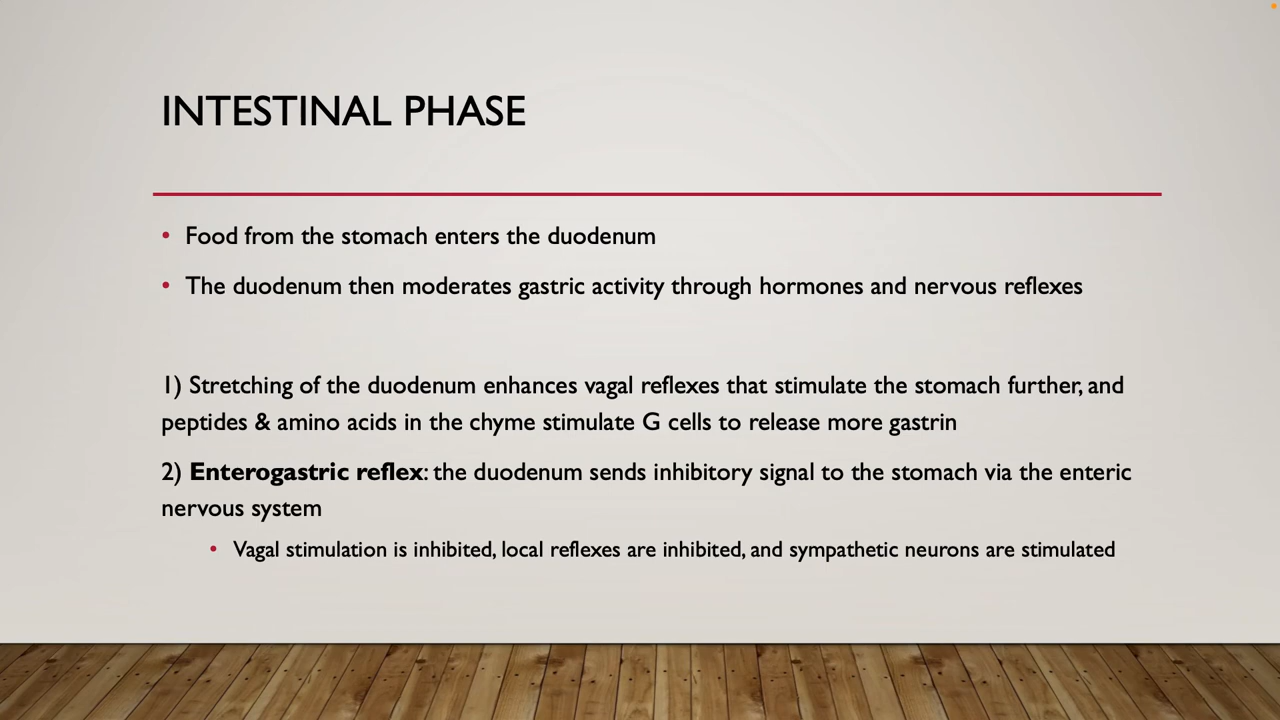 INTESTINAL PHASE
• Food from the stomach enters the duodenum
• The duodenum then moderates gastric activity through hormones and nervous reflexes
1) Stretching of the duodenum enhances vagal reflexes that stimulate the stomach further, and
peptides & amino acids in the chyme stimulate G cells to release more gastrin
2) Enterogastric reflex: the duodenum sends inhibitory signal to the stomach via the enteric
nervous system
• Vagal stimulation is inhibited, local reflexes are inhibited, and sympathetic neurons are stimulated